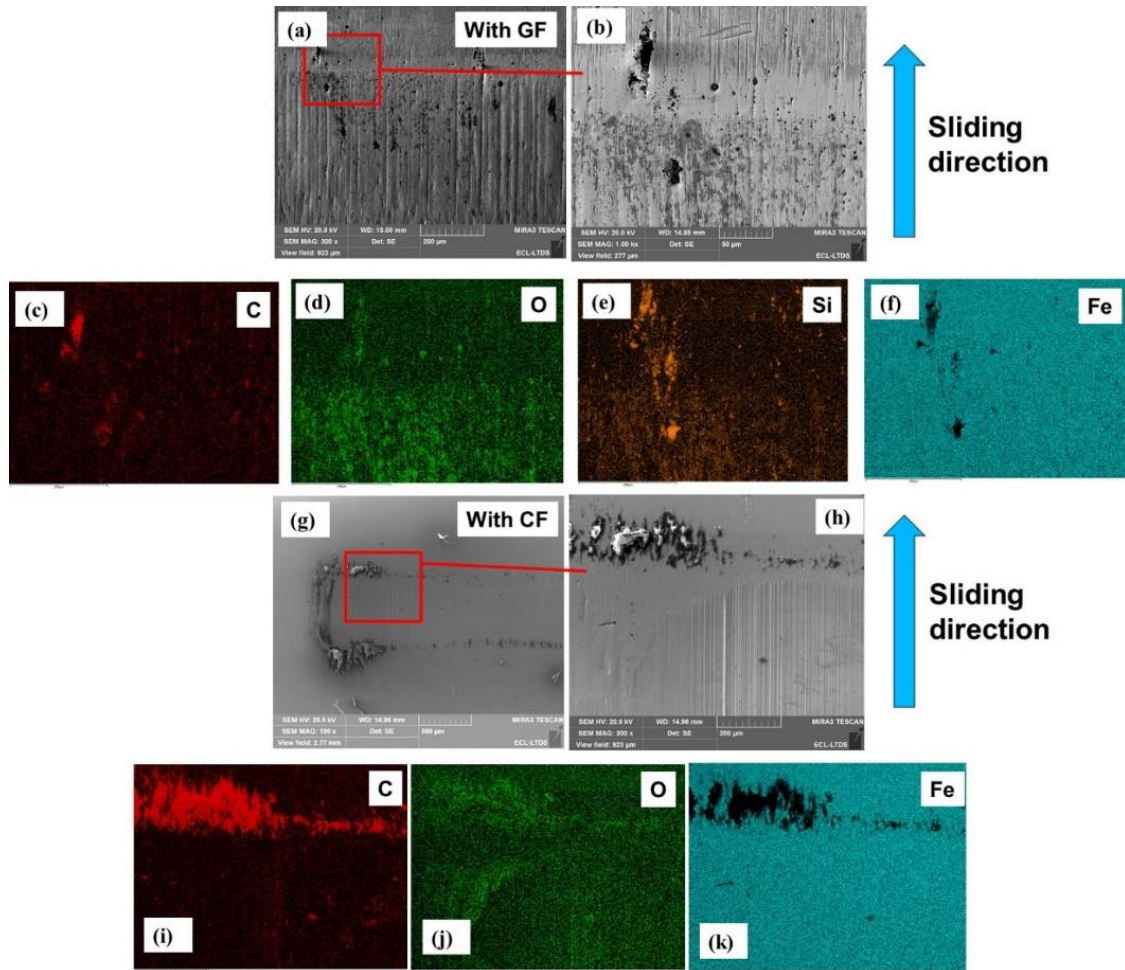 (a)
With GF
(b)
SEM HV: 20.0 kV WD: 15.00 mm MIRA3 TESCAN
SEM MAG: 300 x Det: SE 200 µm
View field: 923 µm ECL-LTDS
SEM HV: 20.0 kV WD: 14.85 mm MIRA3 TESCAN
SEM MAG: 1.00 kx Det: SE 50 µm
View field: 277 µm ECL-LTDS
Sliding
direction
(c)
C
(d)
O
(e)
Si
(f)
Fe
(g)
With CF
(h)
SEM HV: 20.0 kV WD: 14.96 mm MIRA3 TESCAN
SEM MAG: 100 x Det: SE 500 µm
View field: 2.77 mm ECL-LTDS
SEM HV: 20.0 kV WD: 14.96 mm MIRA3 TESCAN
SEM MAG: 300 x Det: SE 200 µm
View field: 923 µm ECL-LTDS
Sliding
direction
C
(i)
O
(j)
Fe
(k)